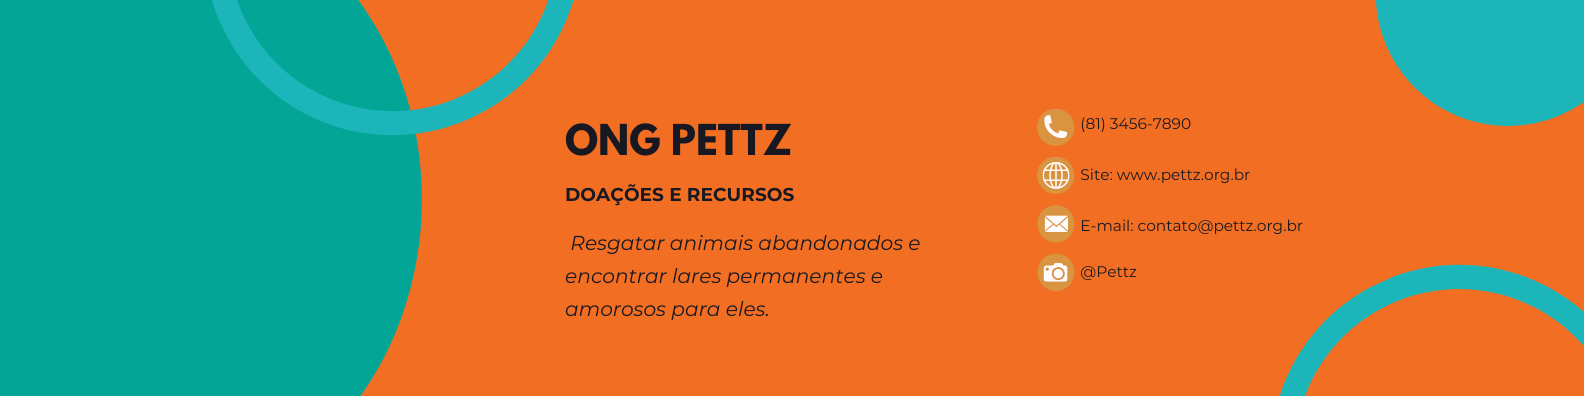 ONG PETTZ
DOAÇÕES E RECURSOS
Resgatar animais abandonados e
encontrar lares permanentes e
amorosos para eles.
(81) 3456-7890
Site: www.pettz.org.br
E-mail: contato@pettz.org.br
@Pettz